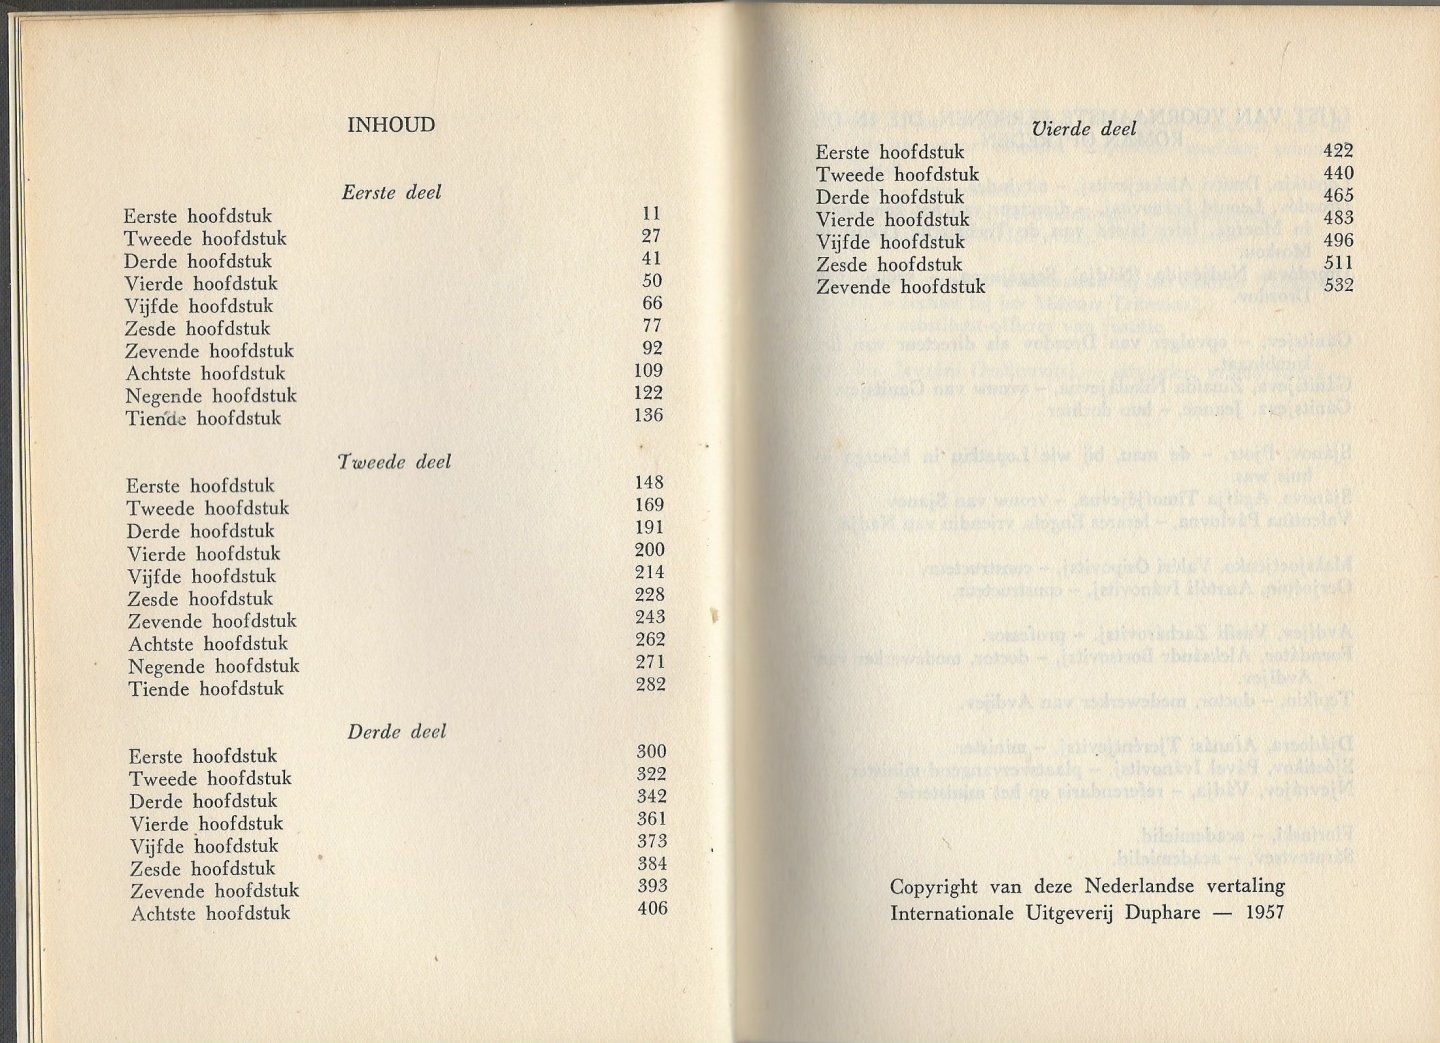 INHOUD
Eerste deel
Eerste hoofdstuk 11
Tweede hoofdstuk 27
Derde hoofdstuk 41
Vierde hoofdstuk 50
Vijfde hoofdstuk 66
Zesde hoofdstuk 77
Zevende hoofdstuk 92
Achtste hoofdstuk 109
Negende hoofdstuk 122
Tiende hoofdstuk 136
Tweede deel
Eerste hoofdstuk 148
Tweede hoofdstuk 169
Derde hoofdstuk 191
Vierde hoofdstuk 200
Vijfde hoofdstuk 214
Zesde hoofdstuk 228
Zevende hoofdstuk 243
Achtste hoofdstuk 262
Negende hoofdstuk 271
Tiende hoofdstuk 282
Derde deel
Eerste hoofdstuk 300
Tweede hoofdstuk 322
Derde hoofdstuk 342
Vierde hoofdstuk 361
Vijfde hoofdstuk 373
Zesde hoofdstuk 384
Zevende hoofdstuk 393
Achtste hoofdstuk 406
Vierde deel
Eerste hoofdstuk 422
Tweede hoofdstuk 440
Derde hoofdstuk 465
Vierde hoofdstuk 483
Vijfde hoofdstuk 496
Zesde hoofdstuk 511
Zevende hoofdstuk 532
Copyright van deze Nederlandse vertaling
Internationale Uitgeverij Duphare — 1957